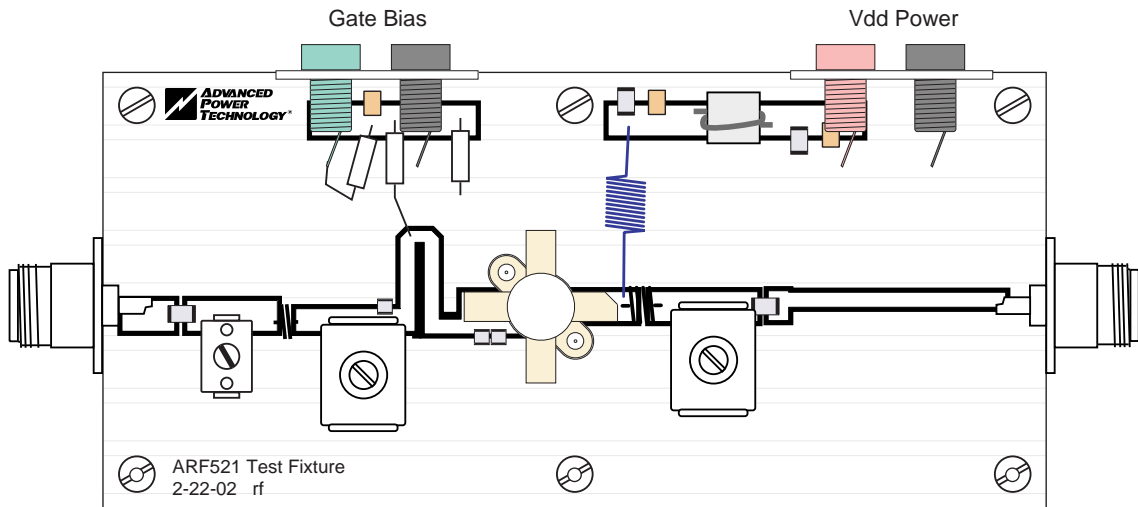 Gate Bias
Vdd Power
ADVANCED
POWER
TECHNOLOGY®
ARF521 Test Fixture
2-22-02 rf